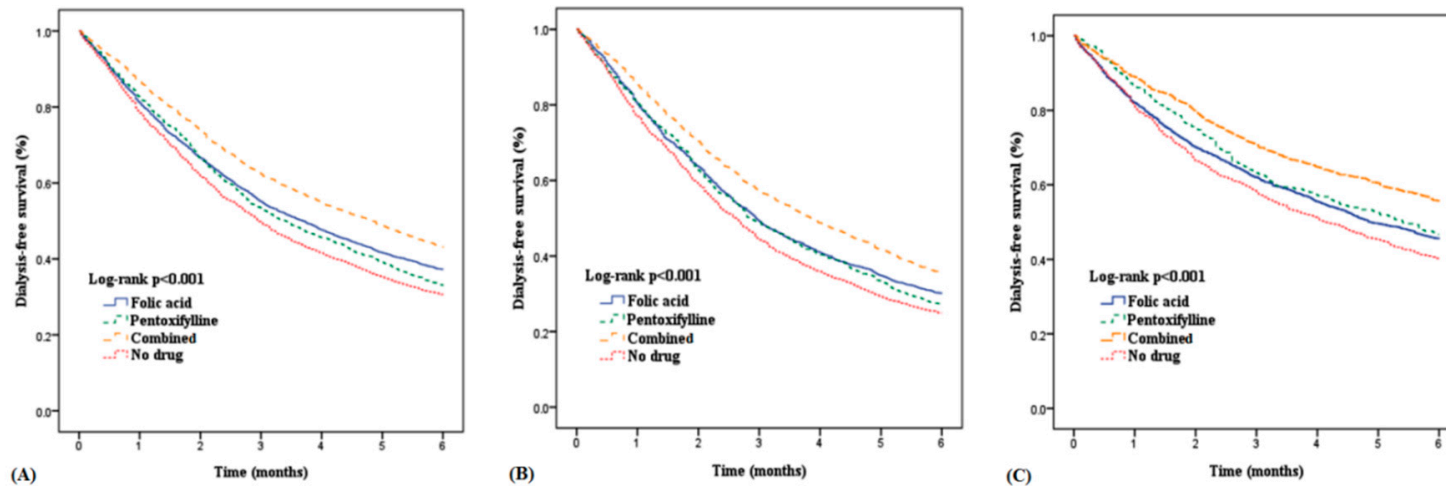 Dialysis-free survival (%)
1.0
0.8
0.6
0.4
0.2
0.0
Log-rank p<0.001
Folic acid
Pentoxifylline
Combined
No drug
0 1 2 3 4 5 6
Time (months)
(A)
Dialysis-free survival (%)
1.0
0.8
0.6
0.4
0.2
0.0
Log-rank p<0.001
Folic acid
Pentoxifylline
Combined
No drug
0 1 2 3 4 5 6
Time (months)
(B)
Dialysis-free survival (%)
1.0
0.8
0.6
0.4
0.2
0.0
Log-rank p<0.001
Folic acid
Pentoxifylline
Combined
No drug
0 1 2 3 4 5 6
Time (months)
(C)